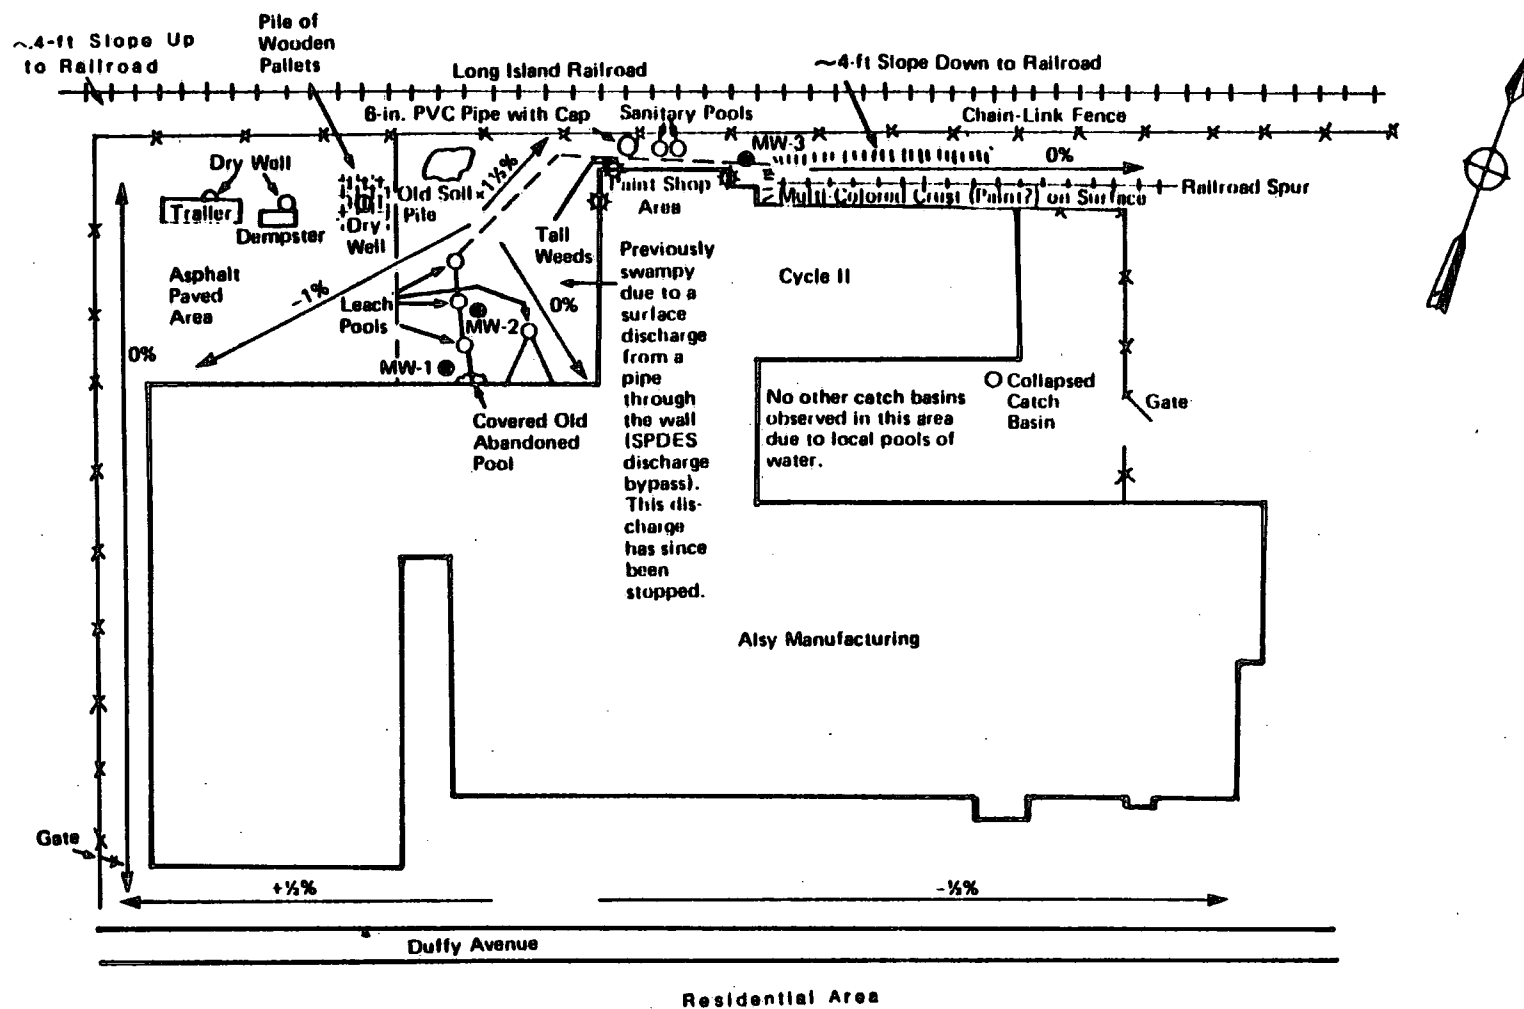 ~.4-ft Slope Up
to Railroad
Pile of
Wooden
Pallets
Long Island Railroad
~4-ft Slope Down to Railroad
6-in. PVC Pipe with Cap
Sanitary Pools
Chain-Link Fence
MW-3
0%
Dry Well
Trailer
Dempster
Dry
Well
Old Soil
Pile
+1½%
Paint Shop
Area
Railroad Spur
Multi-Colored Crust (Paint?) on Surface
Tall
Weeds
Asphalt
Paved
Area
-1%
0%
Leach
Pools
MW-2
MW-1
0%
Previously
swampy
due to a
surface
discharge
from a
pipe
through
the wall
(SPDES
discharge
bypass).
This dis-
charge
has since
been
stopped.
Cycle II
Covered Old
Abandoned
Pool
No other catch basins
observed in this area
due to local pools of
water.
Collapsed
Catch
Basin
Gate
Alsy Manufacturing
Gate
+½%
-½%
Duffy Avenue
Residential Area